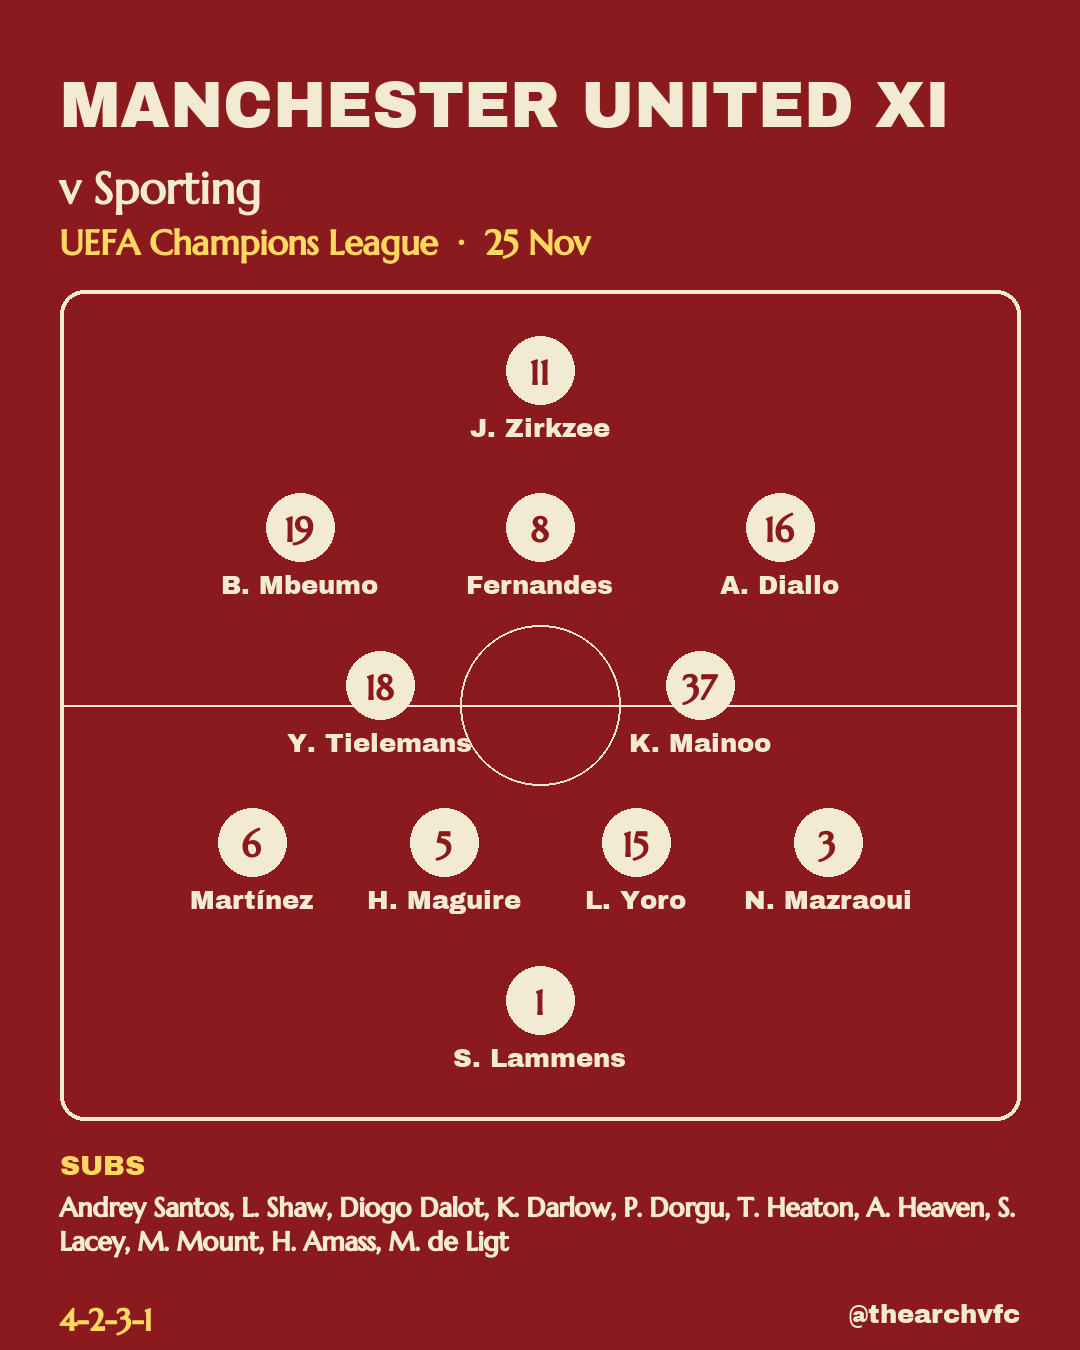 MANCHESTER UNITED XI
v Sporting
UEFA Champions League · 25 Nov
11
J. Zirkzee
19 8 16
B. Mbeumo Fernandes A. Diallo
18 37
Y. Tielemans K. Mainoo
6 5 15 3
Martínez H. Maguire L. Yoro N. Mazraoui
1
S. Lammens
SUBS
Andrey Santos, L. Shaw, Diogo Dalot, K. Darlow, P. Dorgu, T. Heaton, A. Heaven, S.
Lacey, M. Mount, H. Amass, M. de Ligt
4-2-3-1 @thearchvfc